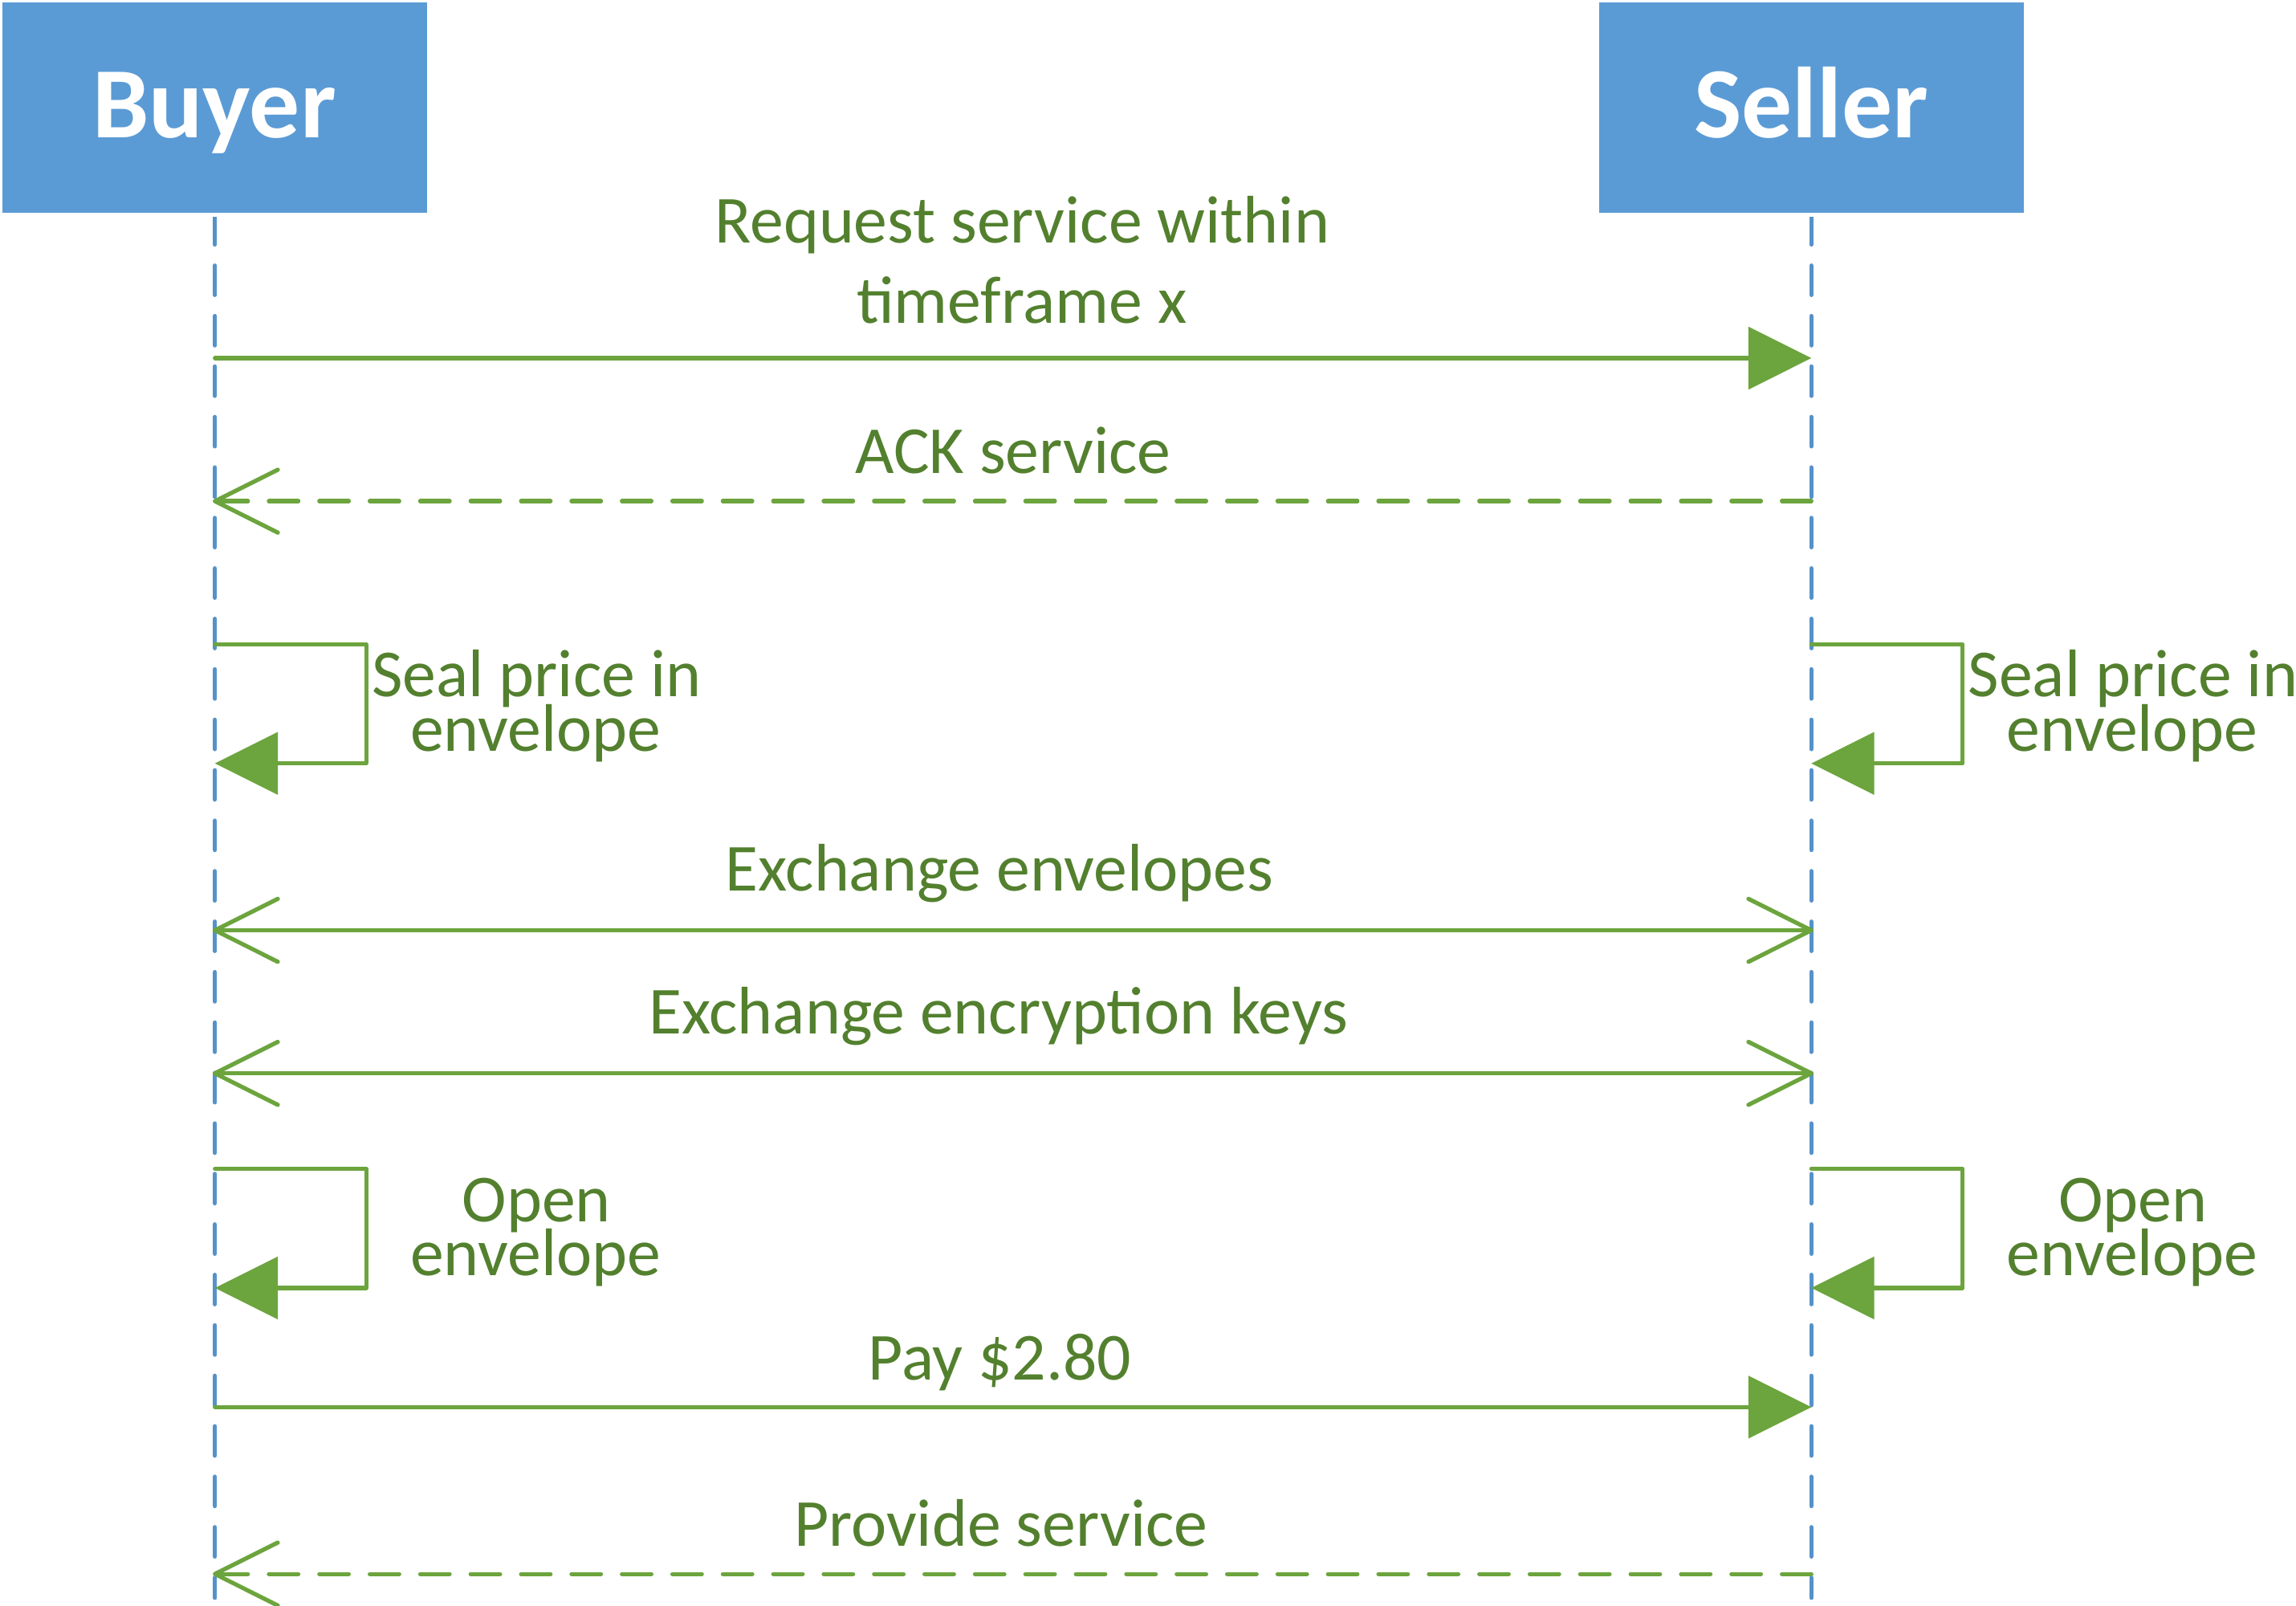 Buyer
Seller
Request service within
timeframe x
ACK service
Seal price in
envelope
Seal price in
envelope
Exchange envelopes
Exchange encryption keys
Open
envelope
Open
envelope
Pay $2.80
Provide service